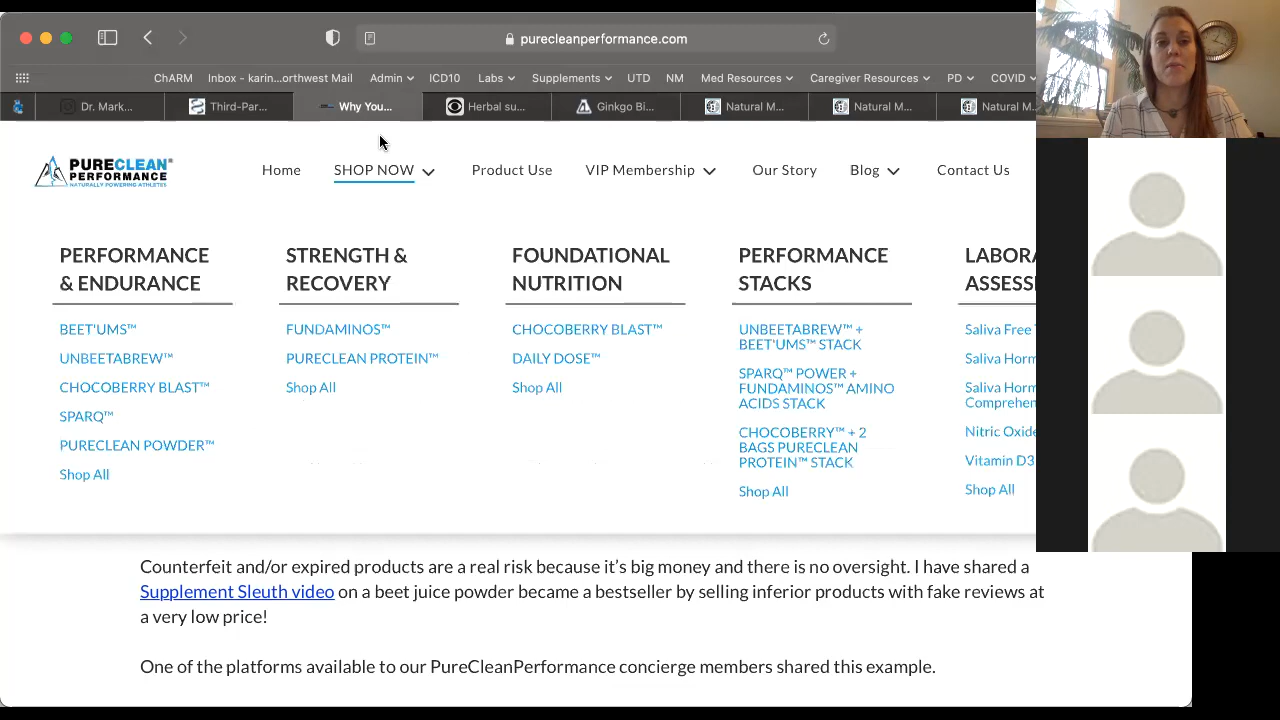 purecleanperformance.com
ChARM Inbox - karin...orthwest Mail Admin ICD10 Labs Supplements UTD NM Med Resources Caregiver Resources PD COVID
Dr. Mark... Third-Par... Why You... Herbal su... Ginkgo Bi... Natural M... Natural M... Natural M...
PURECLEAN®
PERFORMANCE
NATURALLY POWERING ATHLETES
Home SHOP NOW Product Use VIP Membership Our Story Blog Contact Us
PERFORMANCE
& ENDURANCE
BEET'UMS™
UNBEETABREW™
CHOCOBERRY BLAST™
SPARQ™
PURECLEAN POWDER™
Shop All
STRENGTH &
RECOVERY
FUNDAMINOS™
PURECLEAN PROTEIN™
Shop All
FOUNDATIONAL
NUTRITION
CHOCOBERRY BLAST™
DAILY DOSE™
Shop All
PERFORMANCE
STACKS
UNBEETABREW™ +
BEET'UMS™ STACK
SPARQ™ POWER +
FUNDAMINOS™ AMINO
ACIDS STACK
CHOCOBERRY™ + 2
BAGS PURECLEAN
PROTEIN™ STACK
Shop All
LABORA
ASSESS
Saliva Free
Saliva Horm
Saliva Horm
Comprehen
Nitric Oxide
Vitamin D3
Shop All
Counterfeit and/or expired products are a real risk because it’s big money and there is no oversight. I have shared a
Supplement Sleuth video on a beet juice powder became a bestseller by selling inferior products with fake reviews at
a very low price!
One of the platforms available to our PureCleanPerformance concierge members shared this example.